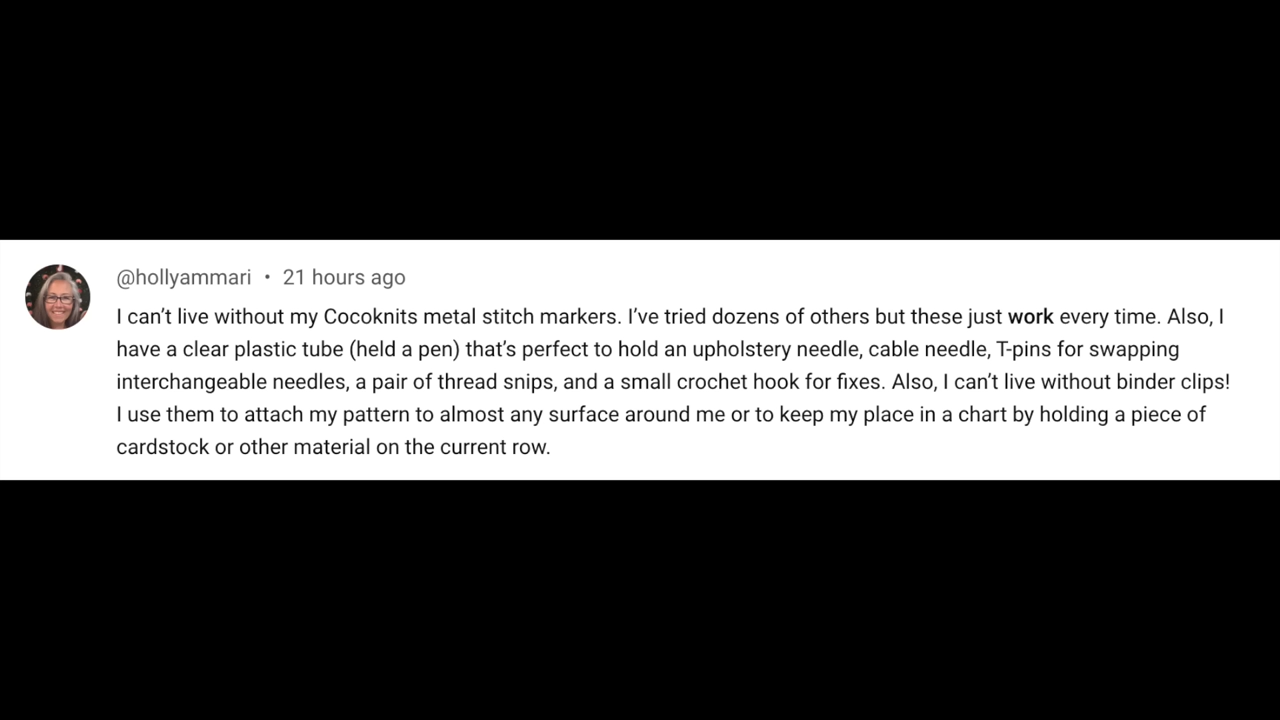 @hollyammari • 21 hours ago
I can’t live without my Cocoknits metal stitch markers. I’ve tried dozens of others but these just work every time. Also, I
have a clear plastic tube (held a pen) that’s perfect to hold an upholstery needle, cable needle, T-pins for swapping
interchangeable needles, a pair of thread snips, and a small crochet hook for fixes. Also, I can’t live without binder clips!
I use them to attach my pattern to almost any surface around me or to keep my place in a chart by holding a piece of
cardstock or other material on the current row.